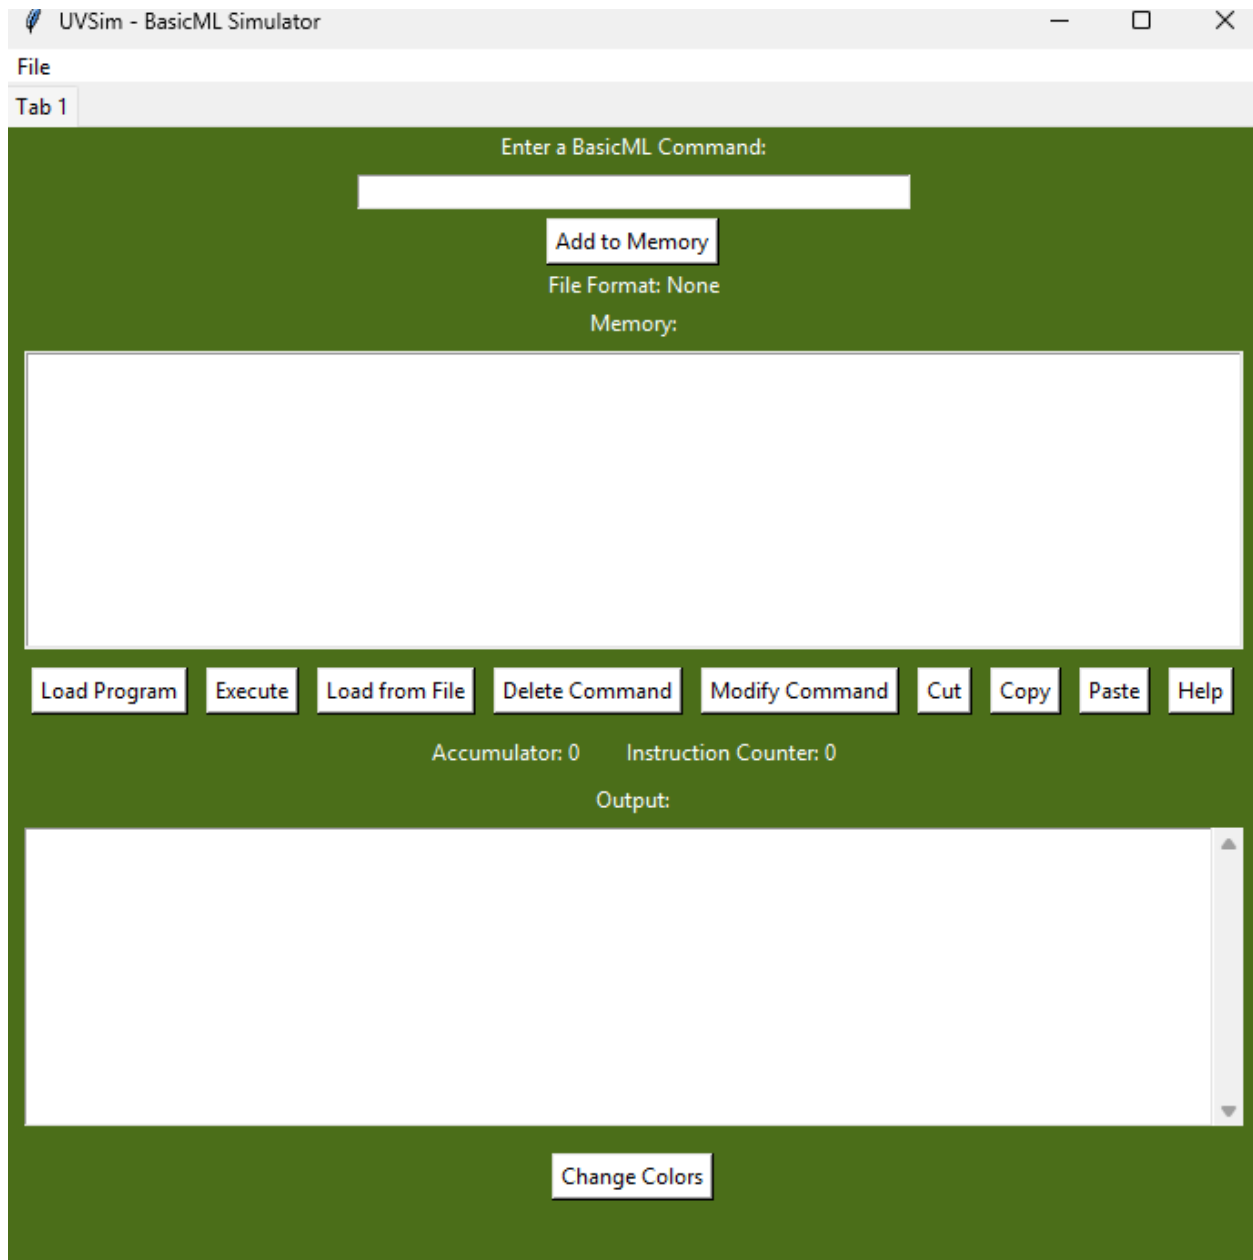 UVSim - BasicML Simulator
File
Tab 1
Enter a BasicML Command:
Add to Memory
File Format: None
Memory:
Load Program Execute Load from File Delete Command Modify Command Cut Copy Paste Help
Accumulator: 0 Instruction Counter: 0
Output:
Change Colors